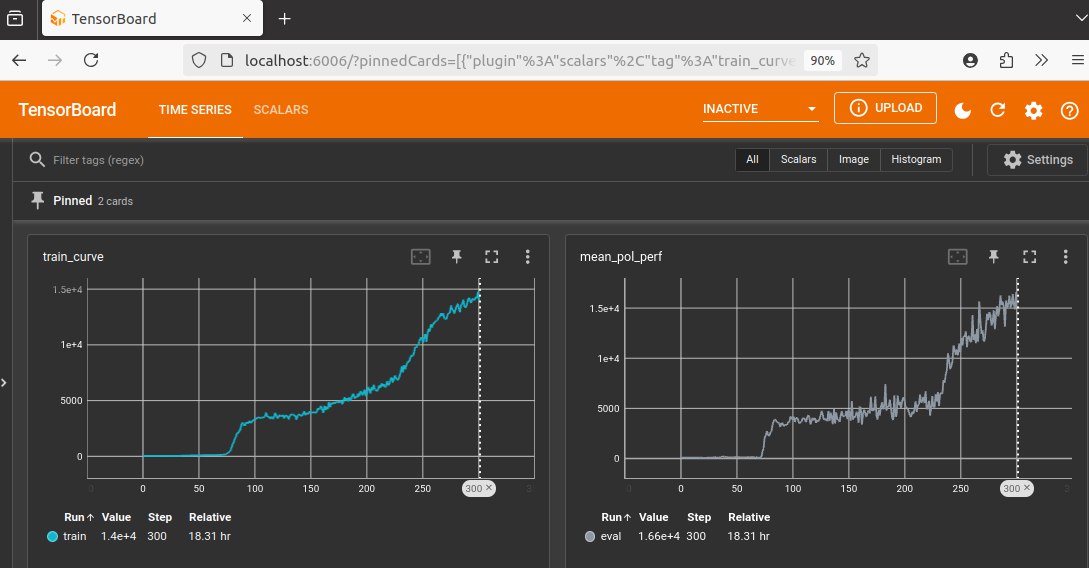 TensorBoard
localhost:6006/?pinnedCards=[{"plugin"%3A"scalars"%2C"tag"%3A"train_curve
90%
TensorBoard TIME SERIES SCALARS INACTIVE UPLOAD
Filter tags (regex) All Scalars Image Histogram Settings
Pinned 2 cards
train_curve
1.5e+4
1e+4
5000
0
0 50 100 150 200 250 300
Run Value Step Relative
train 1.4e+4 300 18.31 hr
mean_pol_perf
1.5e+4
1e+4
5000
0
0 50 100 150 200 250 300
Run Value Step Relative
eval 1.66e+4 300 18.31 hr